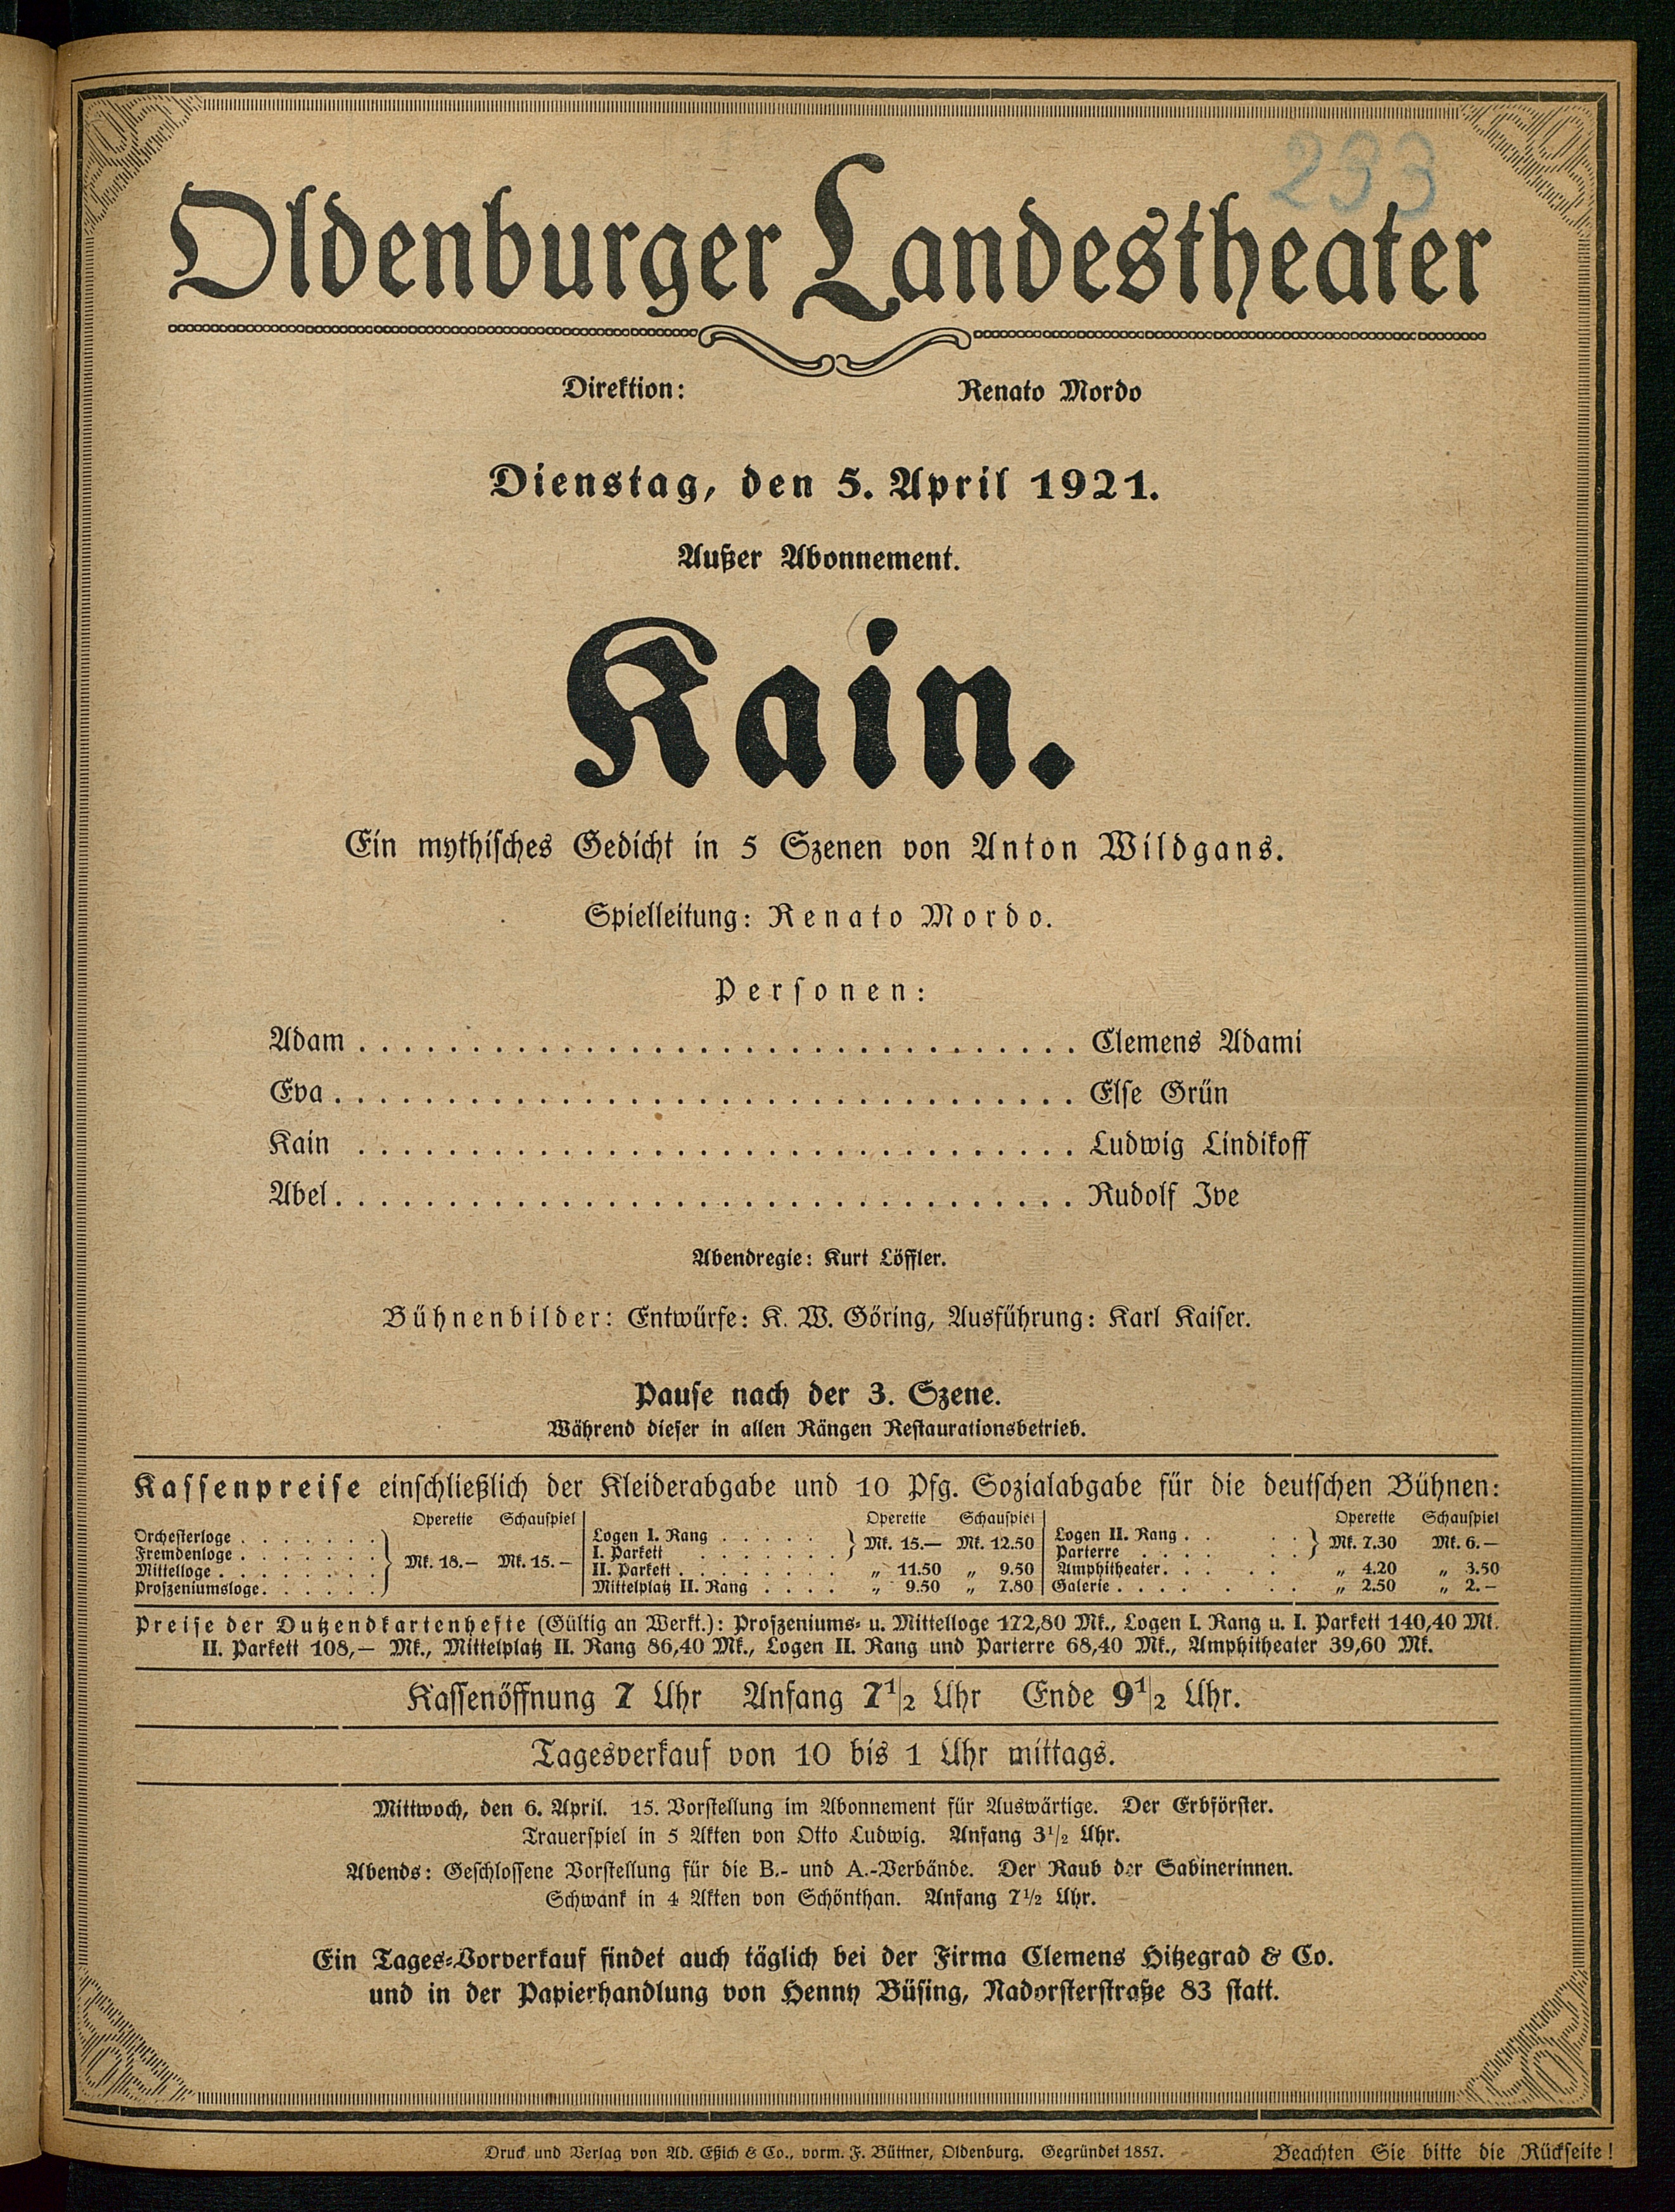 233
Oldenburger Landestheater
Direktion: Renato Mordo
Dienstag, den 5. April 1921.
Außer Abonnement.
Kain.
Ein mythisches Gedicht in 5 Szenen von Anton Wildgans.
Spielleitung: Renato Mordo.
Personen:
Adam . . . . . . . . . . Clemens Adami
Eva . . . . . . . . . . Else Grün
Kain . . . . . . . . . . Ludwig Lindikoff
Abel . . . . . . . . . . Rudolf Ive
Abendregie: Kurt Löffler.
Bühnenbilder: Entwürfe: K. W. Göring, Ausführung: Karl Kaiser.
Pause nach der 3. Szene.
Während dieser in allen Rängen Restaurationsbetrieb.
Kassenpreise einschließlich der Kleiderabgabe und 10 Pfg. Sozialabgabe für die deutschen Bühnen:
Operette Schauspiel
Orchesterloge . . . . . . .
Fremdenloge . . . . . . .
Mittelloge . . . . . . . .
Proszeniumsloge . . . . . .
} Mk. 18.– Mk. 15.–
Operette Schauspiel
Logen I. Rang . . . . . .
I. Parkett . . . . . . . .
} Mk. 15.— Mk. 12.50
II. Parkett . . . . . . . . „ 11.50 „ 9.50
Mittelplatz II. Rang . . . . „ 9.50 „ 7.80
Operette Schauspiel
Logen II. Rang . . . .
Parterre . . . . . .
} Mk. 7.30 Mk. 6.—
Amphitheater . . . . . „ 4.20 „ 3.50
Galerie . . . . . . . . „ 2.50 „ 2.–
Preise der Dutzendkartenhefte (Gültig an Werkt.): Proszeniums- u. Mittelloge 172,80 Mk., Logen I. Rang u. I. Parkett 140,40 Mk.
II. Parkett 108,— Mk., Mittelplatz II. Rang 86,40 Mk., Logen II. Rang und Parterre 68,40 Mk., Amphitheater 39,60 Mk.
Kassenöffnung 7 Uhr Anfang 7 1/2 Uhr Ende 9 1/2 Uhr.
Tagesverkauf von 10 bis 1 Uhr mittags.
Mittwoch, den 6. April. 15. Vorstellung im Abonnement für Auswärtige. Der Erbförster.
Trauerspiel in 5 Akten von Otto Ludwig. Anfang 3 1/2 Uhr.
Abends: Geschlossene Vorstellung für die B.- und A.-Verbände. Der Raub der Sabinerinnen.
Schwank in 4 Akten von Schönthan. Anfang 7 1/2 Uhr.
Ein Tages-Vorverkauf findet auch täglich bei der Firma Clemens Hitzegrad & Co.
und in der Papierhandlung von Henny Büsing, Nadorsterstraße 83 statt.
Druck und Verlag von Ad. Eßich & Co., vorm. F. Büttner, Oldenburg. Gegründet 1857.
Beachten Sie bitte die Rückseite!